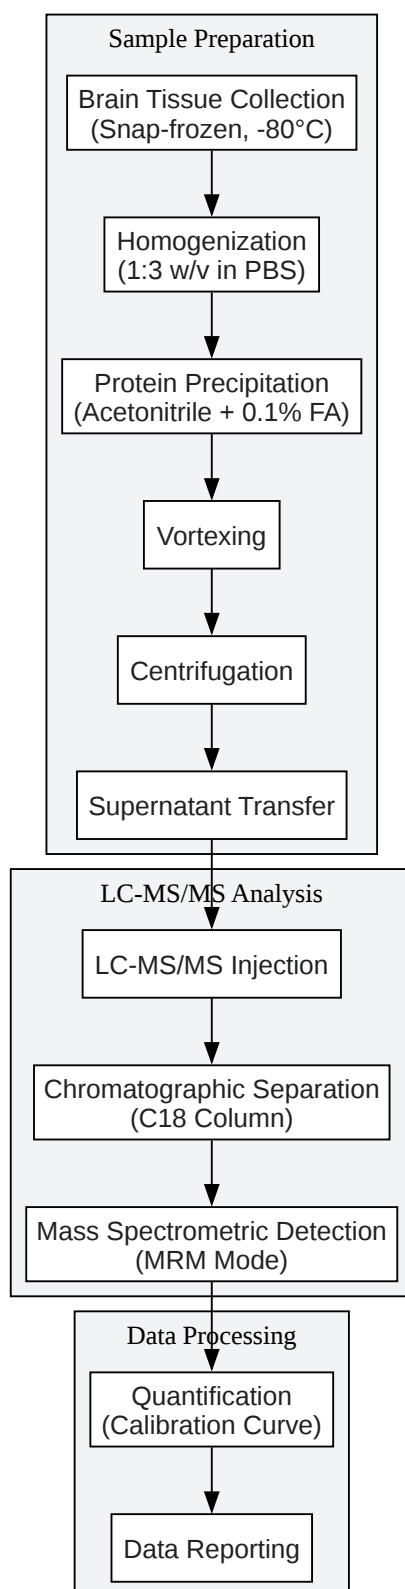 Sample Preparation
Brain Tissue Collection
(Snap-frozen, -80°C)
Homogenization
(1:3 w/v in PBS)
Protein Precipitation
(Acetonitrile + 0.1% FA)
Vortexing
Centrifugation
Supernatant Transfer
LC-MS/MS Analysis
LC-MS/MS Injection
Chromatographic Separation
(C18 Column)
Mass Spectrometric Detection
(MRM Mode)
Data Processing
Quantification
(Calibration Curve)
Data Reporting